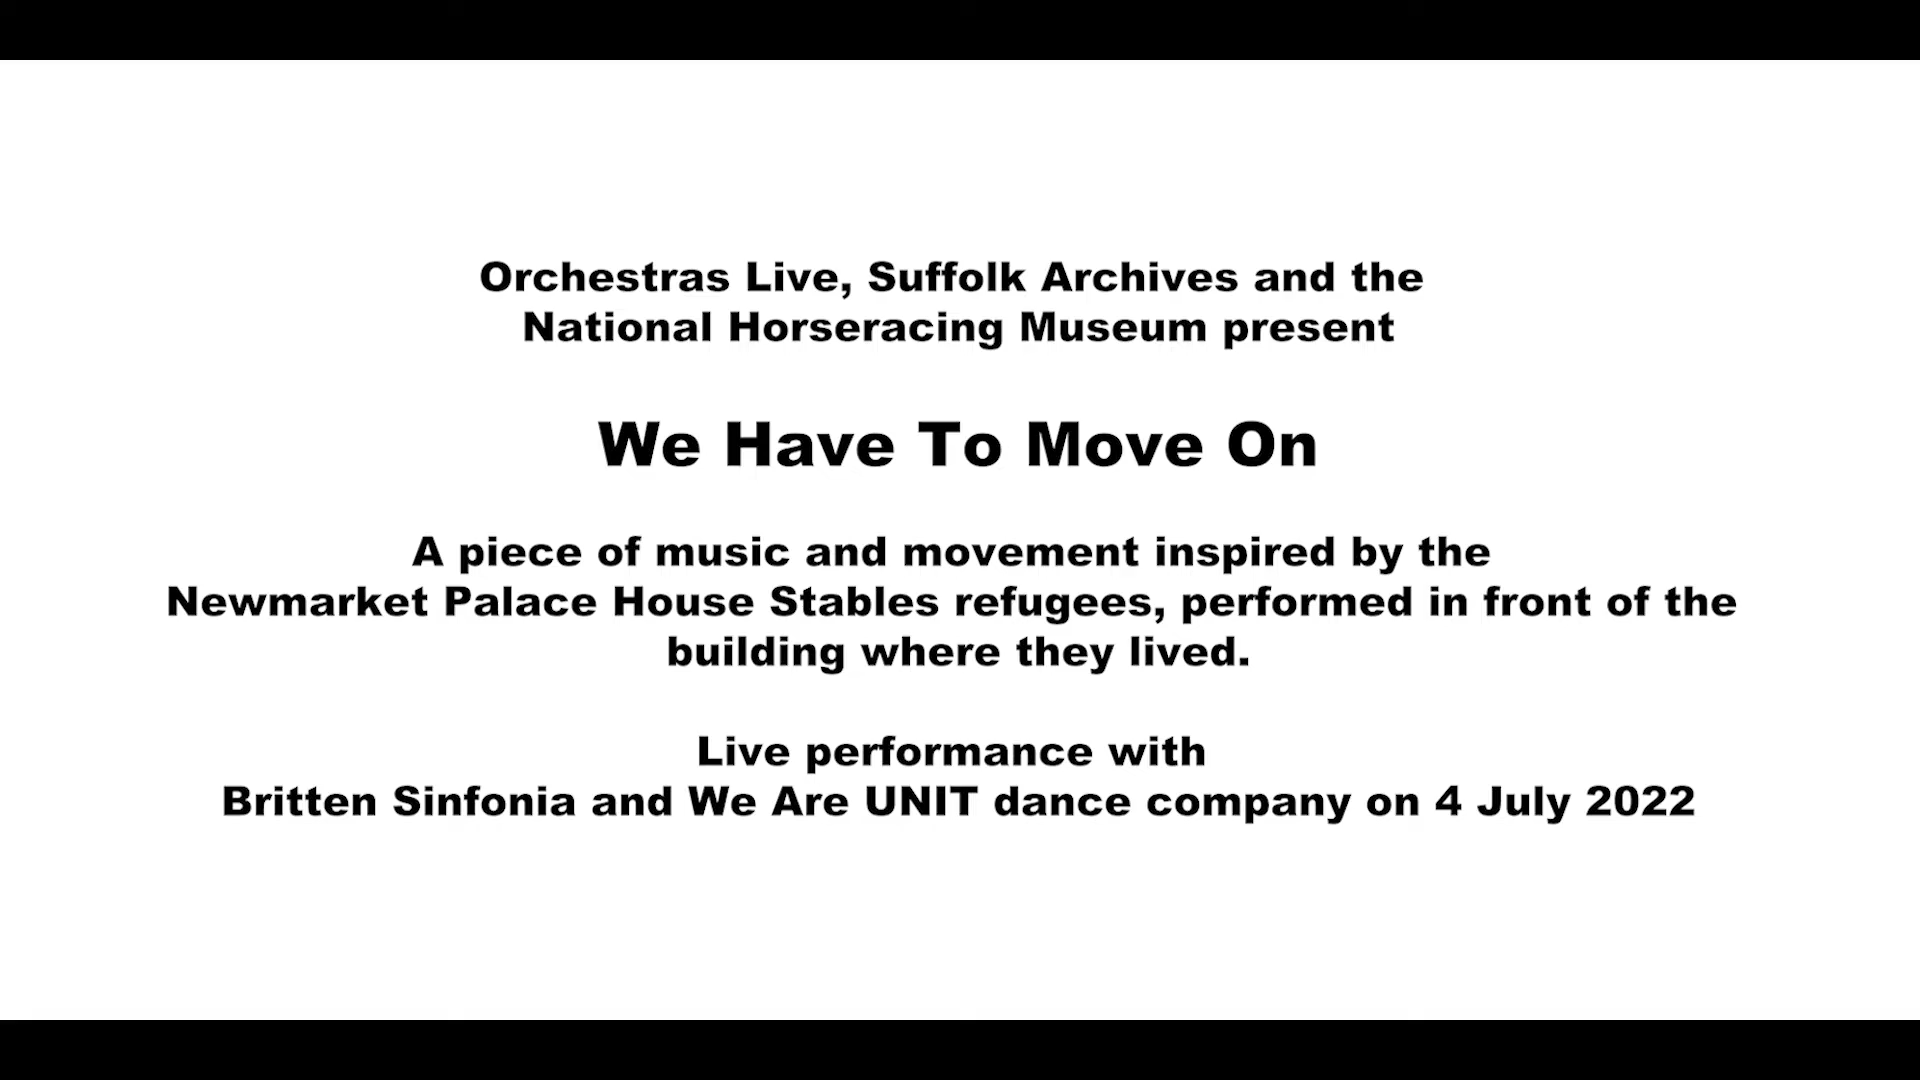 Orchestras Live, Suffolk Archives and the
National Horseracing Museum present
We Have To Move On
A piece of music and movement inspired by the
Newmarket Palace House Stables refugees, performed in front of the
building where they lived.
Live performance with
Britten Sinfonia and We Are UNIT dance company on 4 July 2022